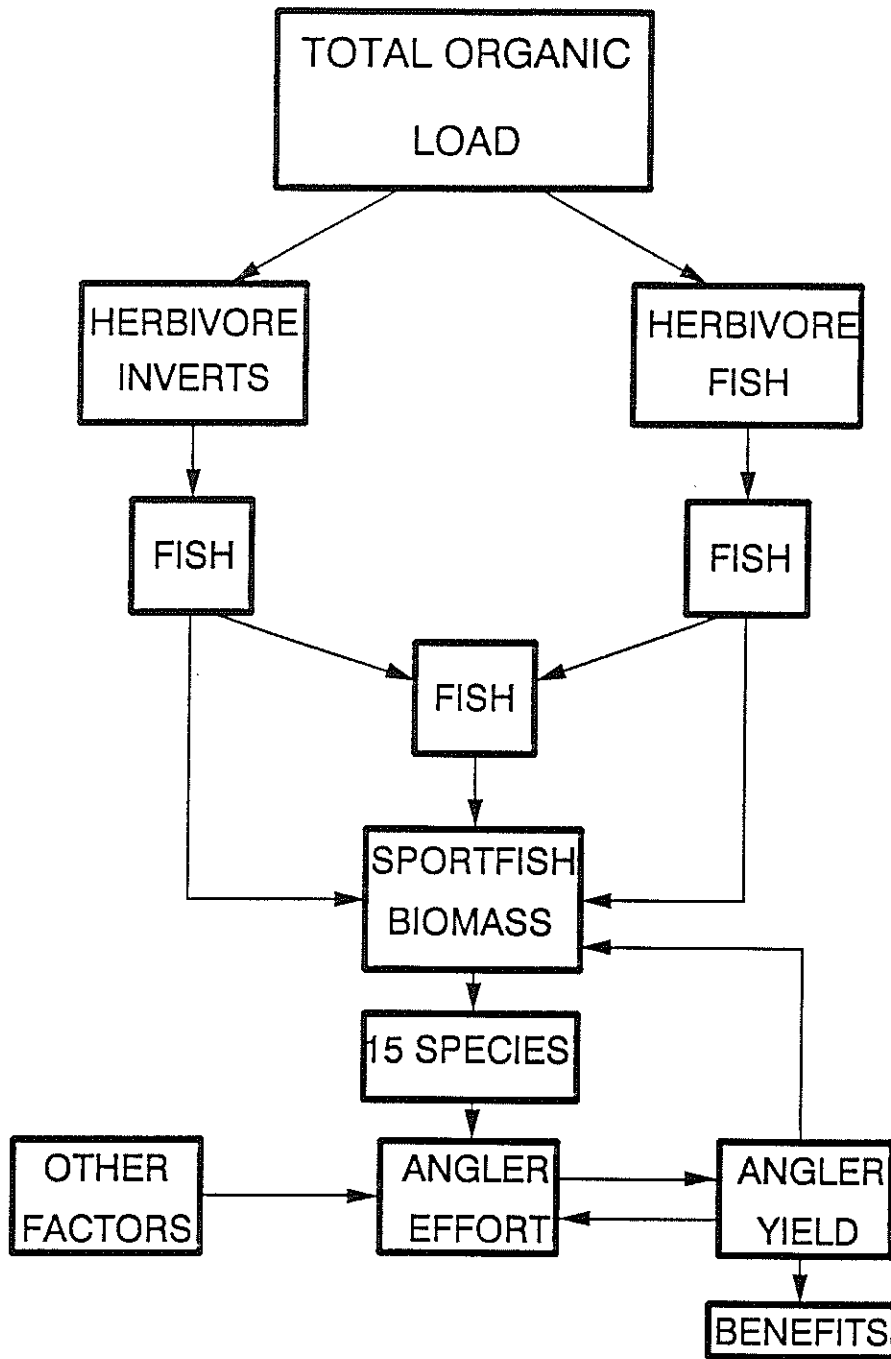 TOTAL ORGANIC
LOAD
HERBIVORE
INVERTS
HERBIVORE
FISH
FISH
FISH
FISH
SPORTFISH
BIOMASS
15 SPECIES
OTHER
FACTORS
ANGLER
EFFORT
ANGLER
YIELD
BENEFITS